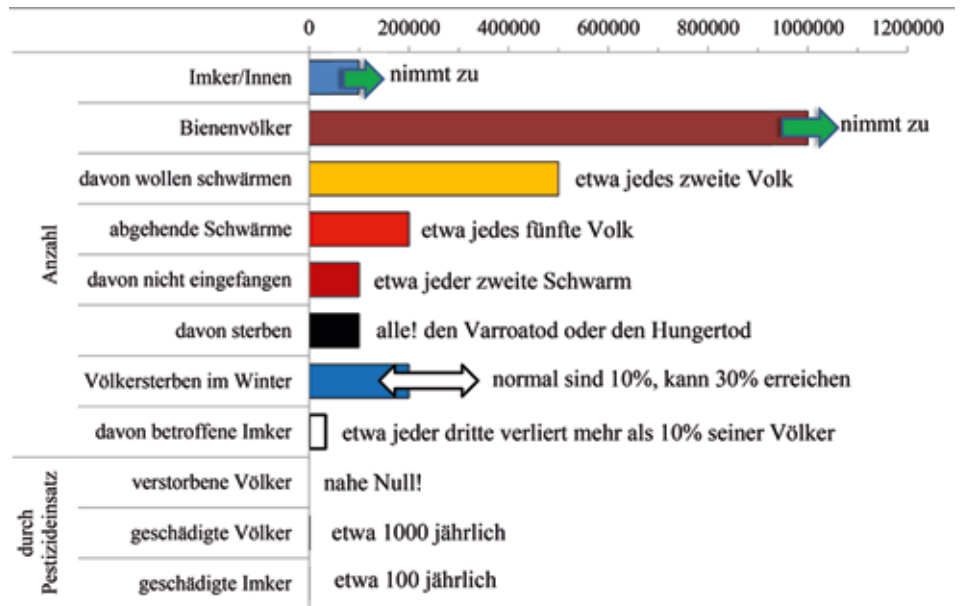 0 200000 400000 600000 800000 1000000 1200000
Imker/Innen nimmt zu
Bienenvölker nimmt zu
davon wollen schwärmen etwa jedes zweite Volk
abgehende Schwärme etwa jedes fünfte Volk
davon nicht eingefangen etwa jeder zweite Schwarm
davon sterben alle! den Varroatod oder den Hungertod
Völkersterben im Winter normal sind 10%, kann 30% erreichen
davon betroffene Imker etwa jeder dritte verliert mehr als 10% seiner Völker
Anzahl
verstorbene Völker nahe Null!
geschädigte Völker etwa 1000 jährlich
geschädigte Imker etwa 100 jährlich
durch
Pestizideinsatz